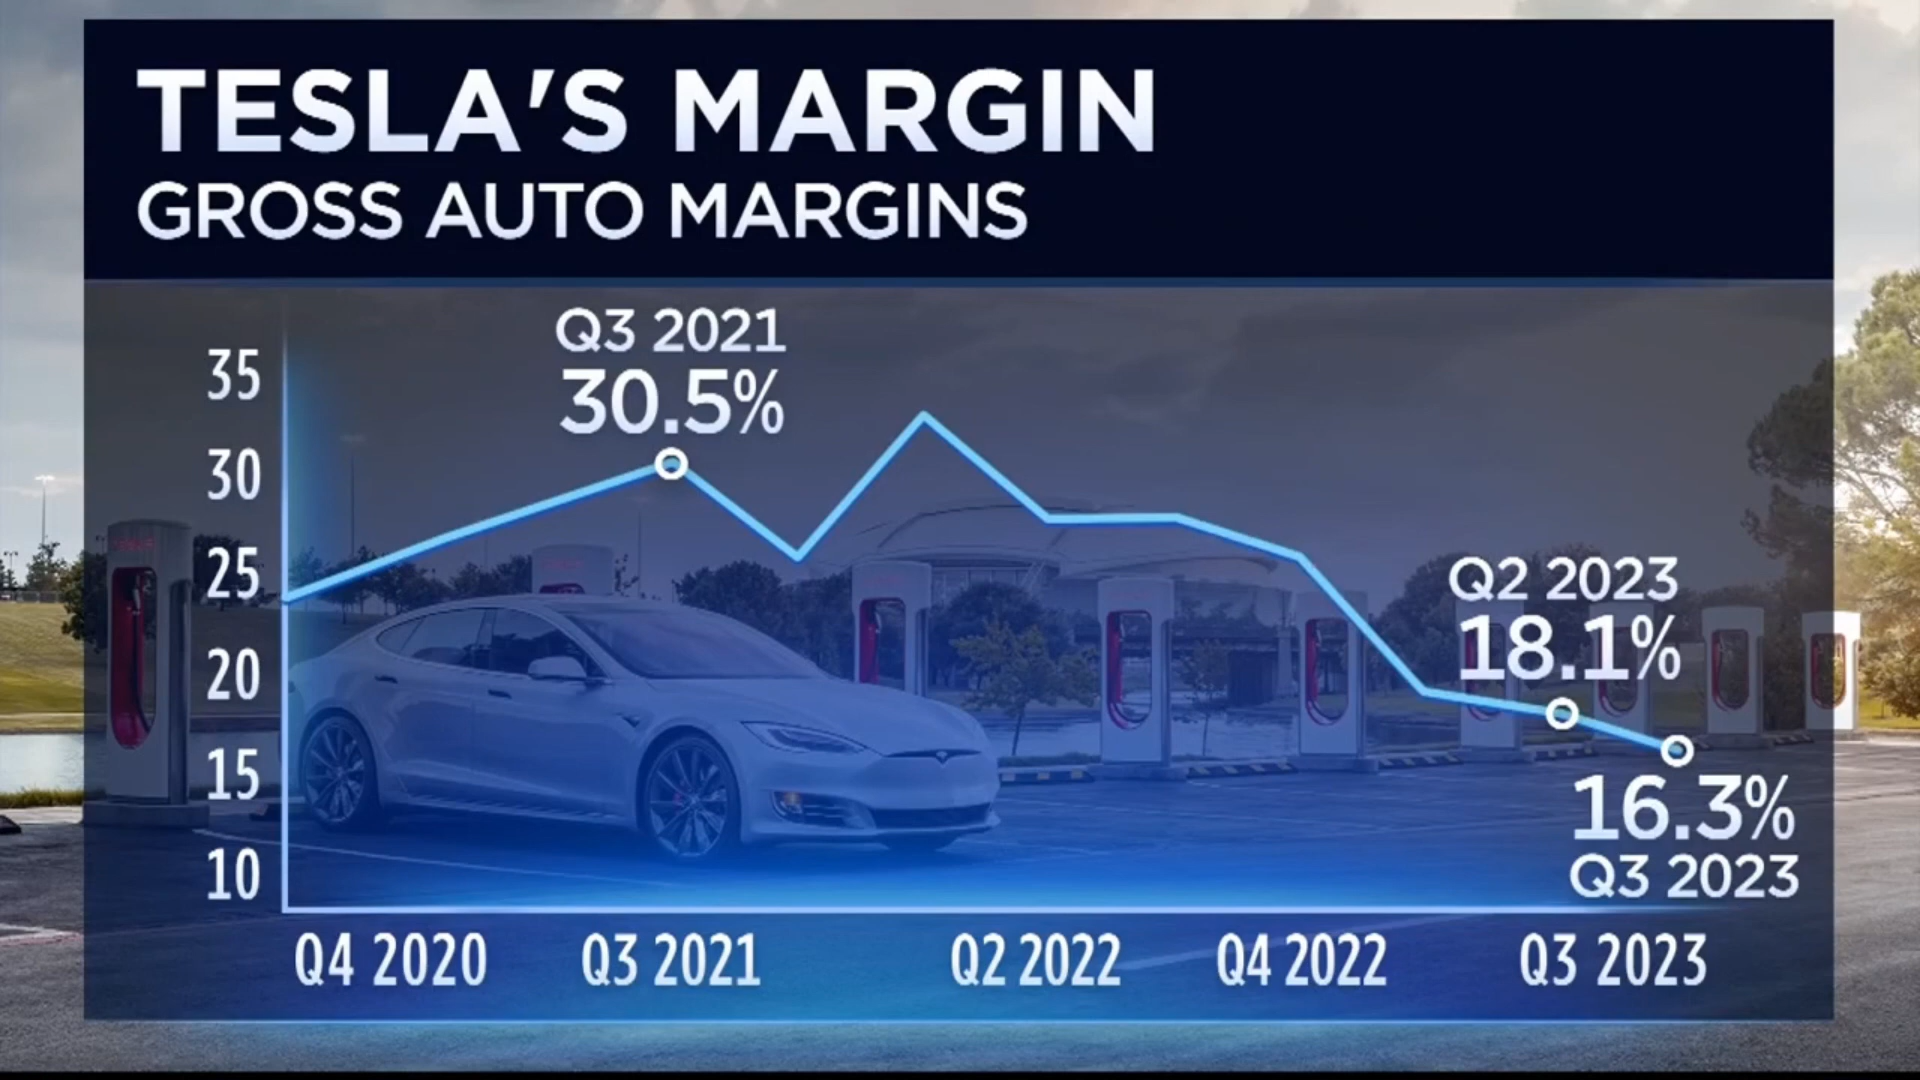 TESLA'S MARGIN
GROSS AUTO MARGINS
Q3 2021
30.5%
35
30
25
20
15
10
Q2 2023
18.1%
16.3%
Q3 2023
Q4 2020
Q3 2021
Q2 2022
Q4 2022
Q3 2023